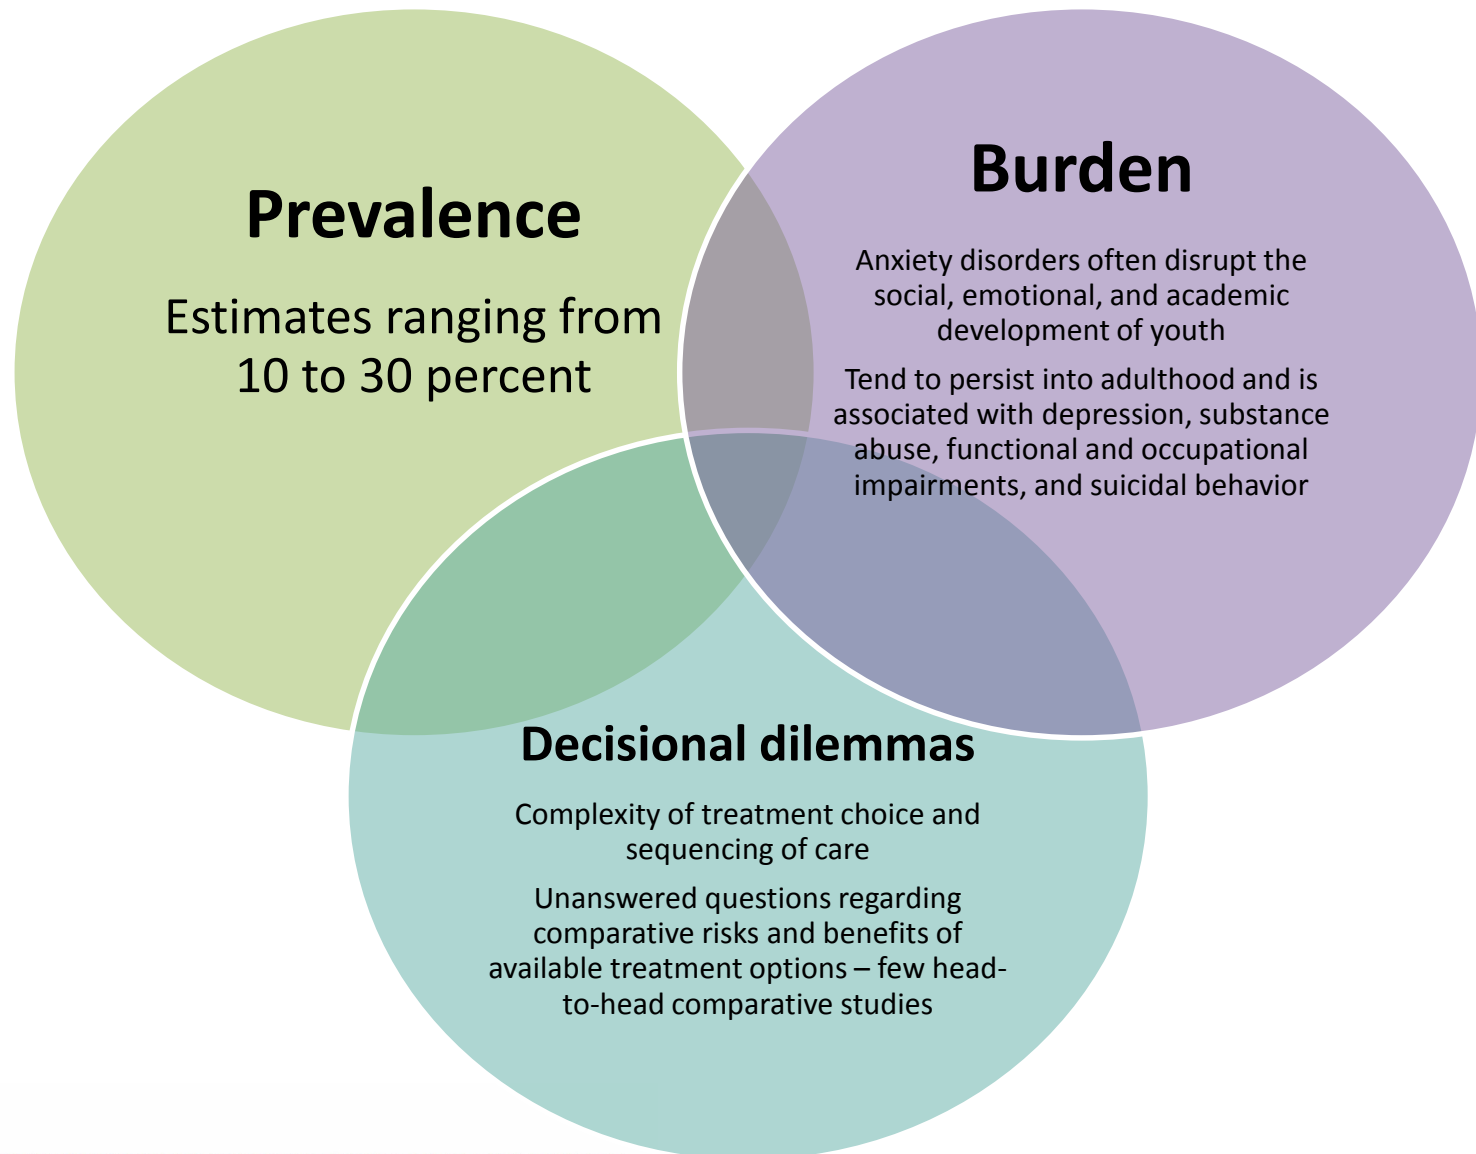 Prevalence
Estimates ranging from
10 to 30 percent
Burden
Anxiety disorders often disrupt the
social, emotional, and academic
development of youth
Tend to persist into adulthood and is
associated with depression, substance
abuse, functional and occupational
impairments, and suicidal behavior
Decisional dilemmas
Complexity of treatment choice and
sequencing of care
Unanswered questions regarding
comparative risks and benefits of
available treatment options – few head-
to-head comparative studies